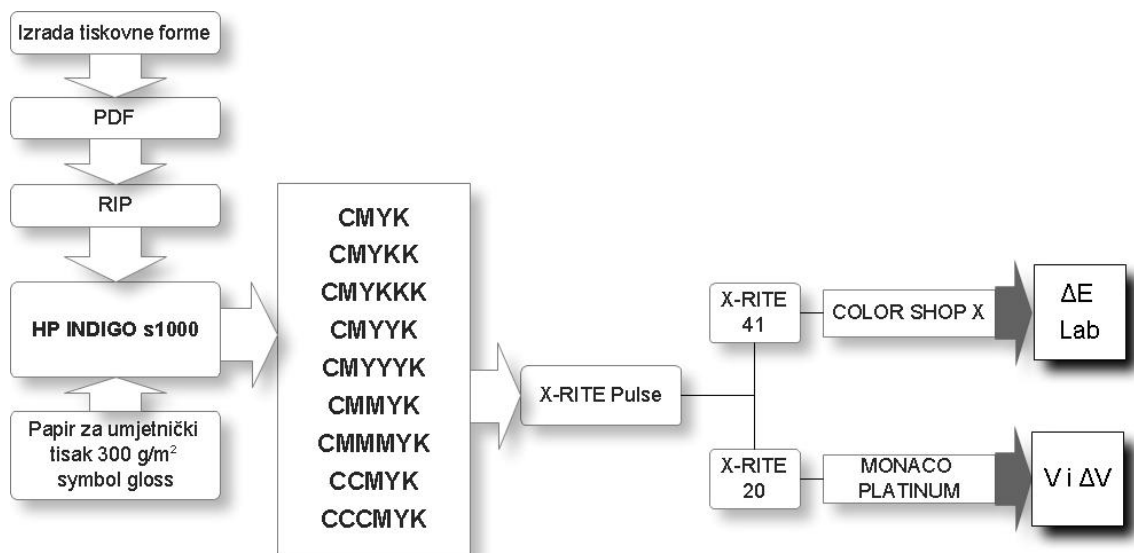 Izrada tiskovne forme
PDF
RIP
HP INDIGO s1000
Papir za umjetnički
tisak 300 g/m²
symbol gloss
CMYK
CMYKK
CMYKKK
CMYYK
CMYYYK
CMMYK
CMMMYK
CCMYK
CCCMYK
X-RITE Pulse
X-RITE
41
COLOR SHOP X
ΔE
Lab
X-RITE
20
MONACO
PLATINUM
V i ΔV